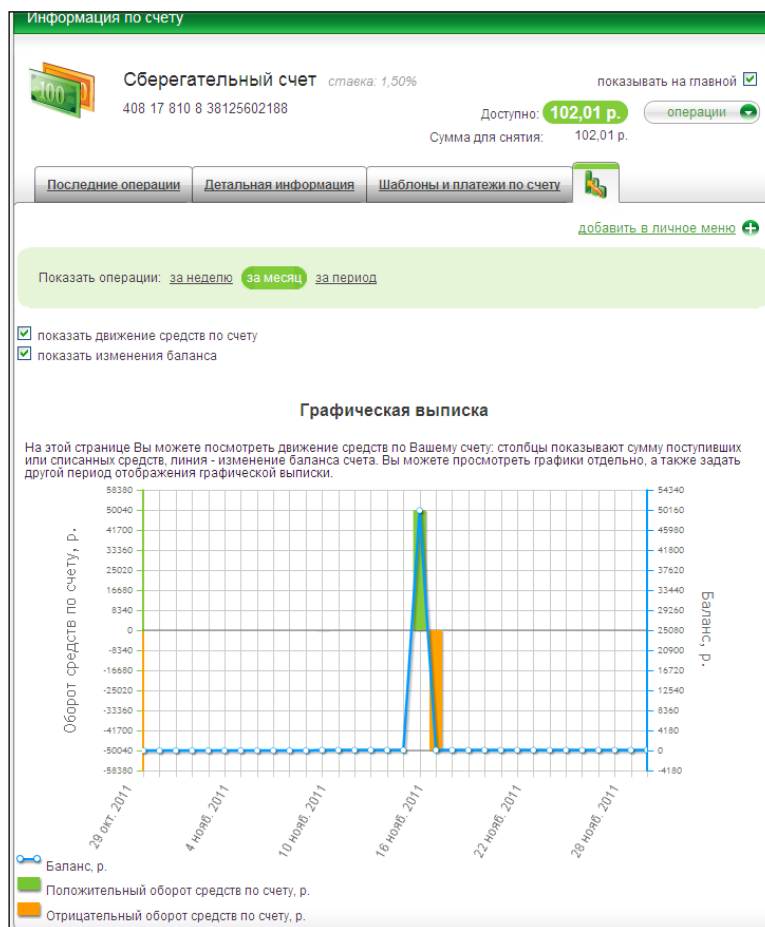 Информация по счету
100
Сберегательный счет ставка: 1,50%
показывать на главной
408 17 810 8 38125602188
Доступно: 102,01 р.
операции
Сумма для снятия: 102,01 р.
Последние операции
Детальная информация
Шаблоны и платежи по счету
добавить в личное меню
Показать операции: за неделю за месяц за период
показать движение средств по счету
показать изменения баланса
Графическая выписка
На этой странице Вы можете посмотреть движение средств по Вашему счету: столбцы показывают сумму поступивших
или списанных средств, линия - изменение баланса счета. Вы можете просмотреть графики отдельно, а также задать
другой период отображения графической выписки.
Оборот средств по счету, р.
58380
50040
41700
33360
25020
16680
8340
0
-8340
-16680
-25020
-33360
-41700
-50040
-58380
54340
50160
45980
41800
37620
33440
29260
25080
20900
16720
12540
8360
4180
0
-4180
Баланс, р.
29 окт. 2011
4 нояб. 2011
10 нояб. 2011
16 нояб. 2011
22 нояб. 2011
28 нояб. 2011
Баланс, р.
Положительный оборот средств по счету, р.
Отрицательный оборот средств по счету, р.